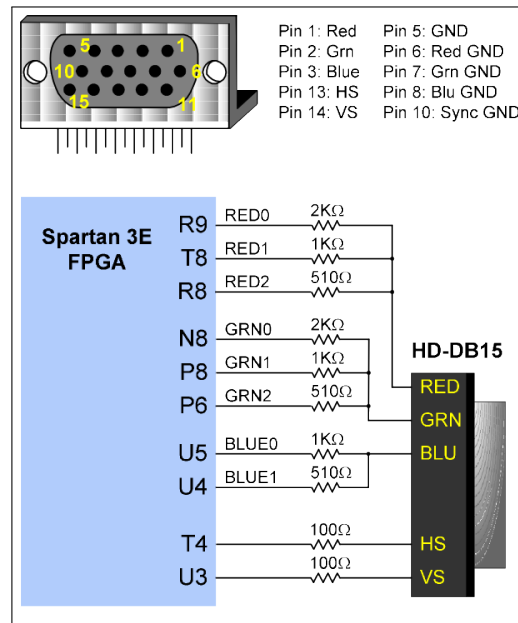 Pin 1: Red Pin 5: GND
Pin 2: Grn Pin 6: Red GND
Pin 3: Blue Pin 7: Grn GND
Pin 13: HS Pin 8: Blu GND
Pin 14: VS Pin 10: Sync GND
5 1
10 6
15 11
Spartan 3E
FPGA
R9 RED0 2KΩ
T8 RED1 1KΩ
R8 RED2 510Ω
N8 GRN0 2KΩ
P8 GRN1 1KΩ
P6 GRN2 510Ω
U5 BLUE0 1KΩ
U4 BLUE1 510Ω
T4 100Ω
U3 100Ω
HD-DB15
RED
GRN
BLU
HS
VS